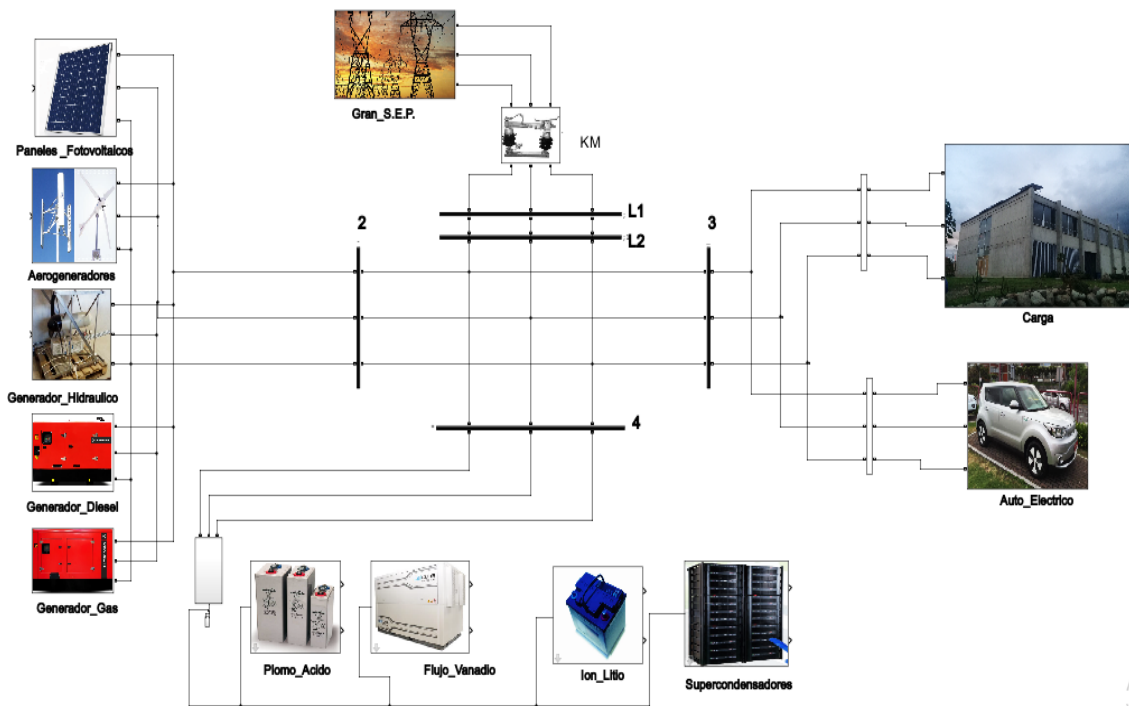 Gran_S.E.P.
KM
Paneles _Fotovoltaicos
L1
L2
2
3
Aerogeneradores
Carga
Generador_Hidraulico
4
Auto_Electrico
Generador_Diesel
Generador_Gas
Plomo_Acido
Flujo_Vanadio
Ion_Litio
Supercondensadores